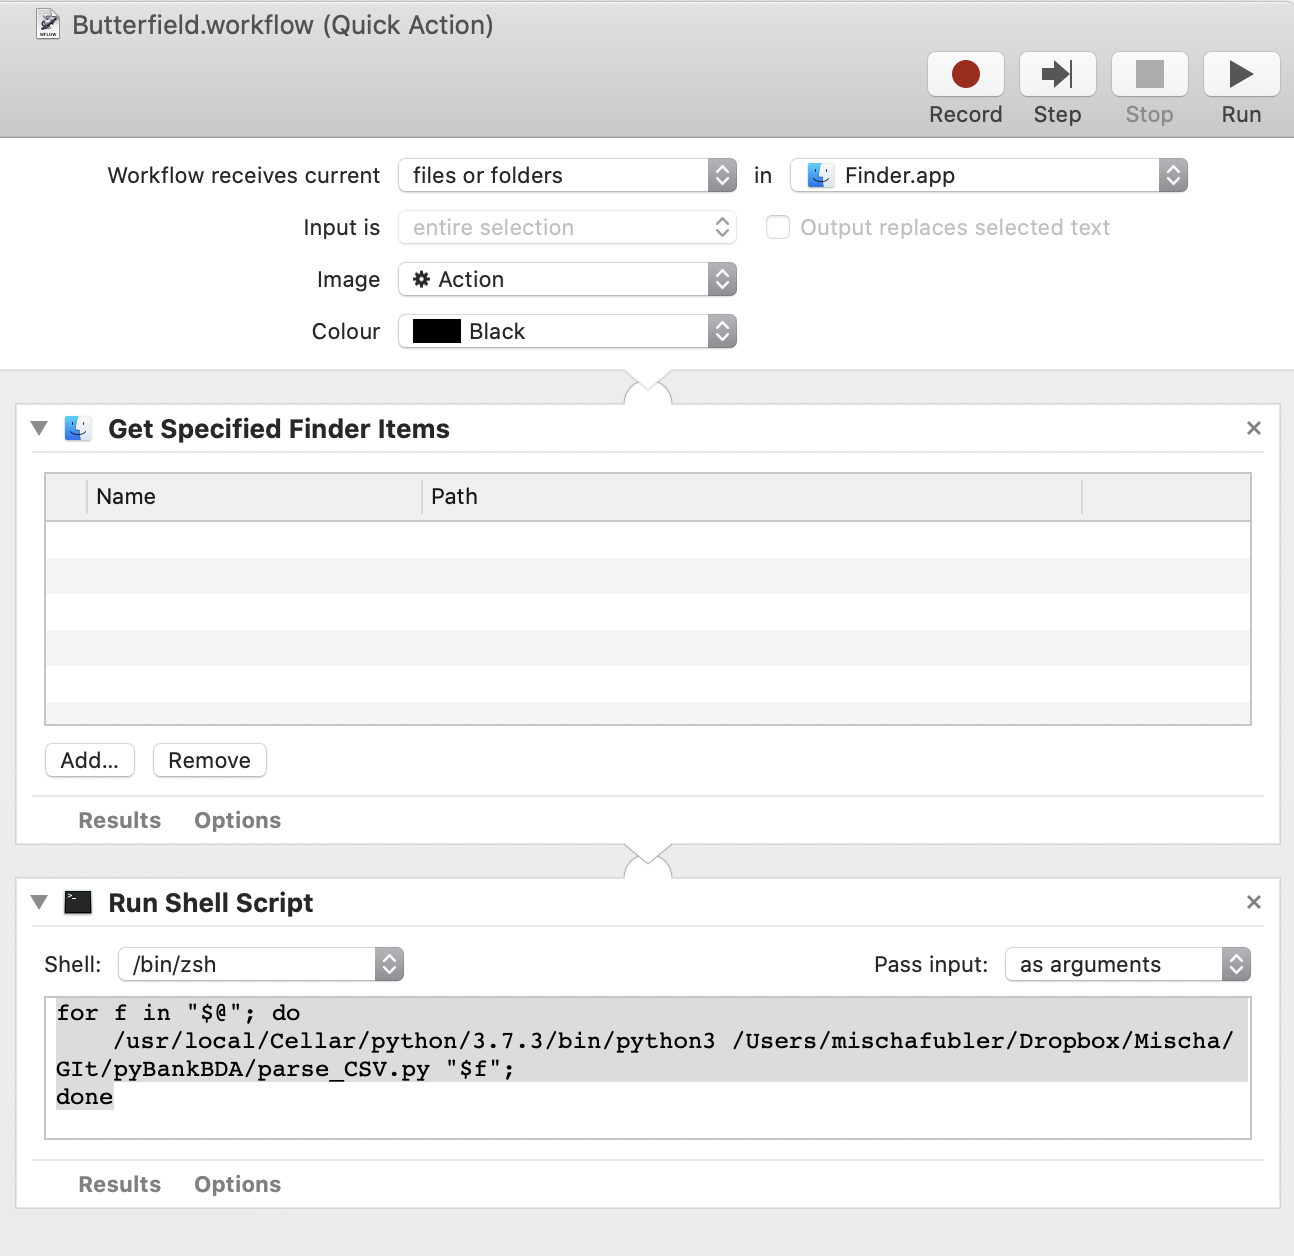 Butterfield.workflow (Quick Action)
Record Step Stop Run
Workflow receives current files or folders in Finder.app
Input is entire selection Output replaces selected text
Image Action
Colour Black
Get Specified Finder Items
Name Path
Add... Remove
Results Options
Run Shell Script
Shell: /bin/zsh Pass input: as arguments
for f in "$@"; do
/usr/local/Cellar/python/3.7.3/bin/python3 /Users/mischafubler/Dropbox/Mischa/
GIt/pyBankBDA/parse_CSV.py "$f";
done
Results Options